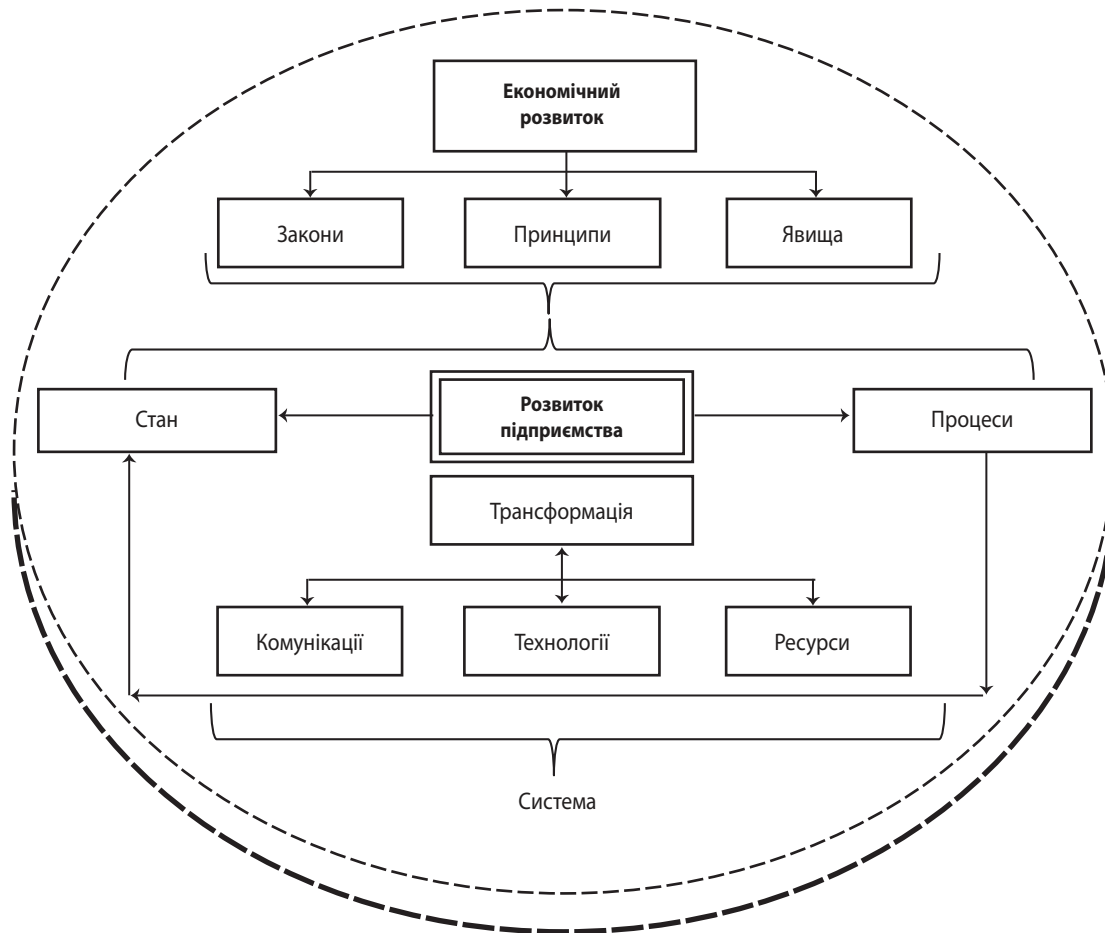 Економічний
розвиток
Закони
Принципи
Явища
Стан
Розвиток
підприємства
Процеси
Трансформація
Комунікації
Технології
Ресурси
Система